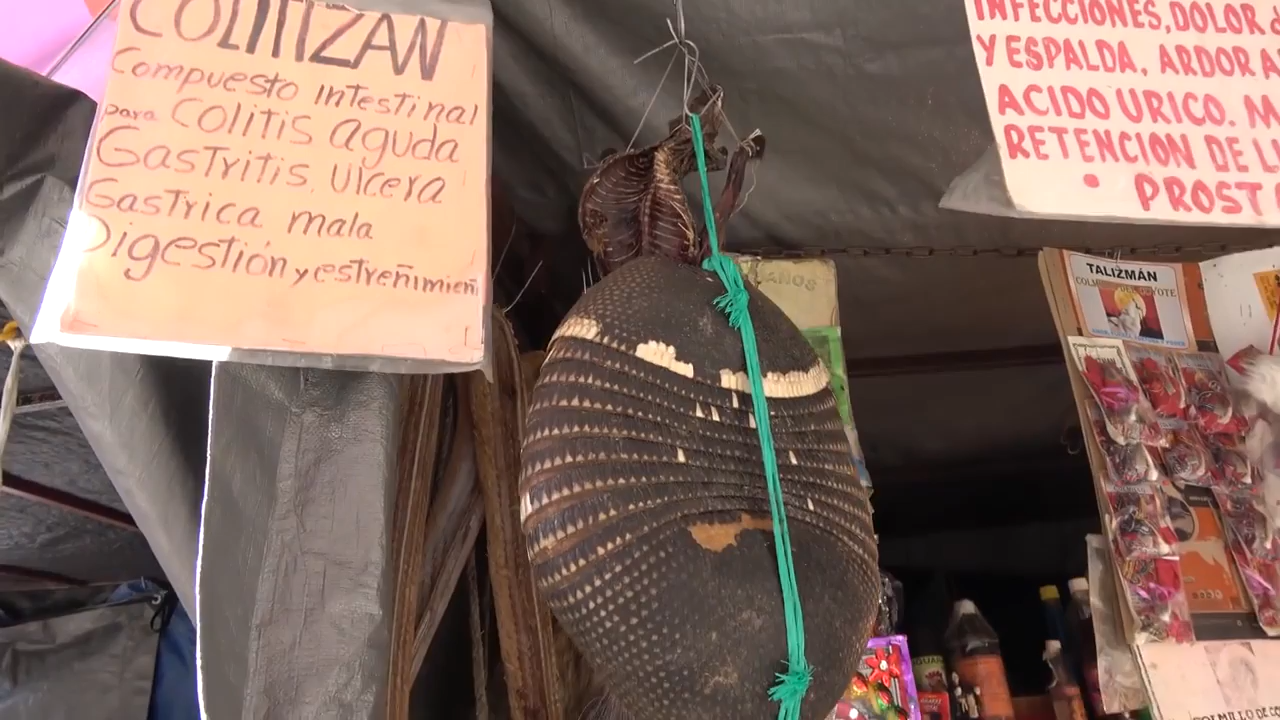 COLITIZAN
Compuesto intestinal
para Colitis aguda
Gastritis, Ulcera
Gastrica mala
Digestión y estreñimien
INFECCIONES, DOLOR
Y ESPALDA, ARDOR A
ACIDO URICO. M
RETENCION DE L
• PROST
TALIZMÁN